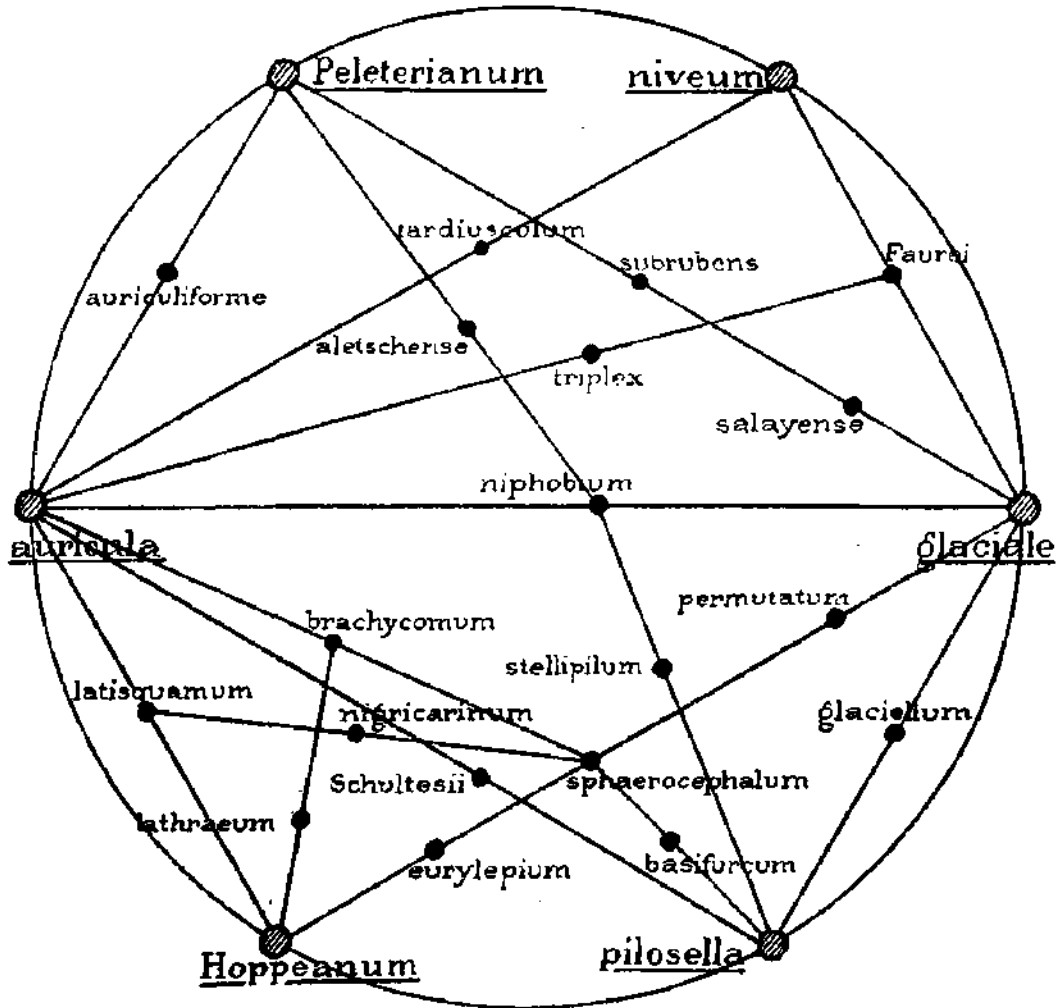 Peleterianum
niveum
tardiusculum
subrubens
Faurei
auriculiforme
aletschense
triplex
salayense
niphobium
auricula
glaciale
permutatum
brachycomum
stellipilum
latisquamum
nigricarinum
glaciellum
Schultesii
sphaerocephalum
lathraeum
eurylepium
basifurcum
Hoppeanum
pilosella